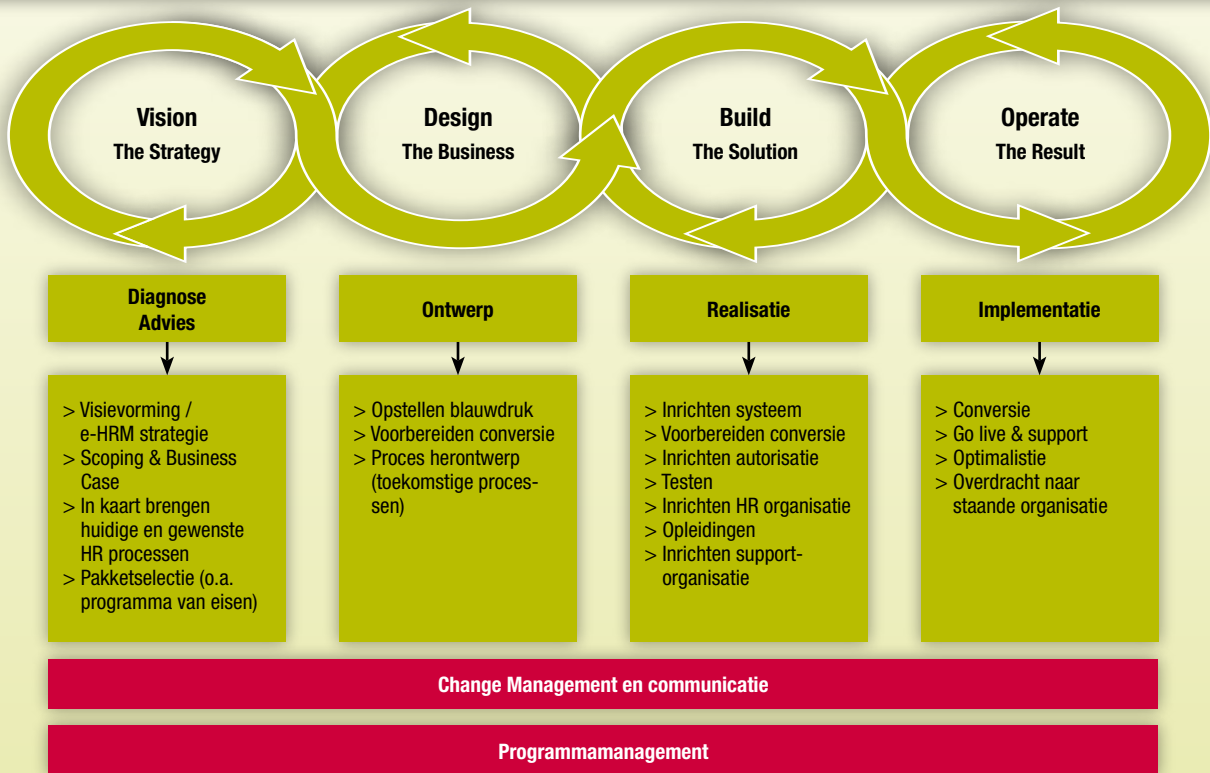 Vision
The Strategy
Design
The Business
Build
The Solution
Operate
The Result
Diagnose
Advies
Ontwerp
Realisatie
Implementatie
> Visievorming /
e-HRM strategie
> Scoping & Business
Case
> In kaart brengen
huidige en gewenste
HR processen
> Pakketselectie (o.a.
programma van eisen)
> Opstellen blauwdruk
> Voorbereiden conversie
> Proces herontwerp
(toekomstige proces-
sen)
> Inrichten systeem
> Voorbereiden conversie
> Inrichten autorisatie
> Testen
> Inrichten HR organisatie
> Opleidingen
> Inrichten support-
organisatie
> Conversie
> Go live & support
> Optimalistie
> Overdracht naar
staande organisatie
Change Management en communicatie
Programmamanagement